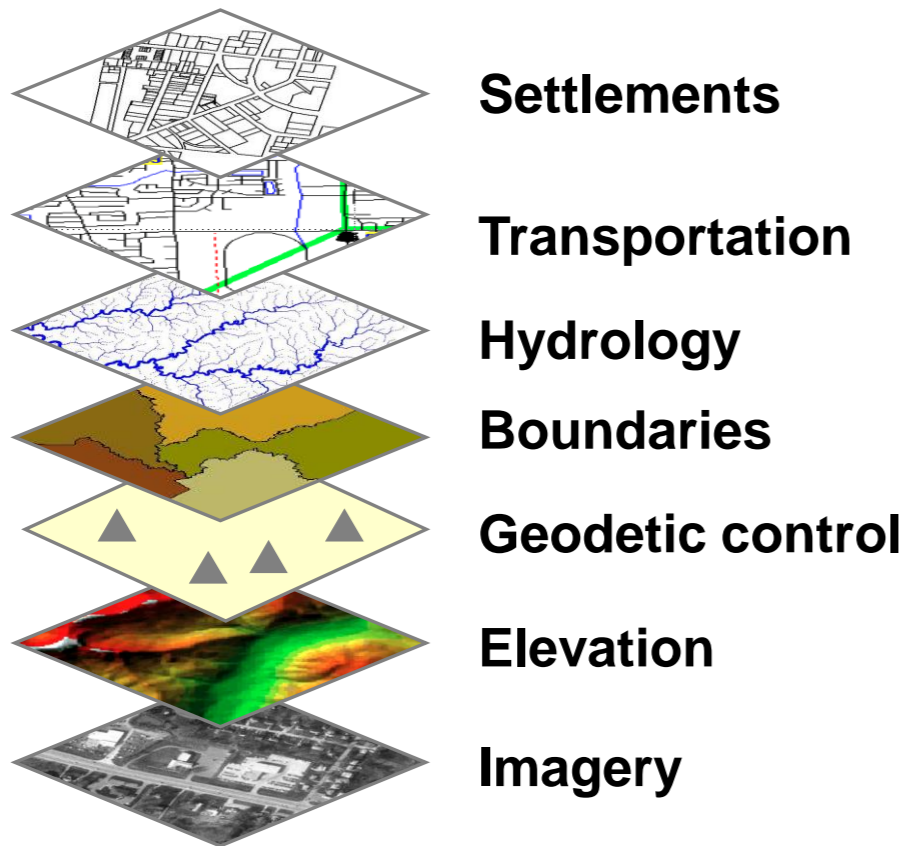 Settlements
Transportation
Hydrology
Boundaries
Geodetic control
Elevation
Imagery